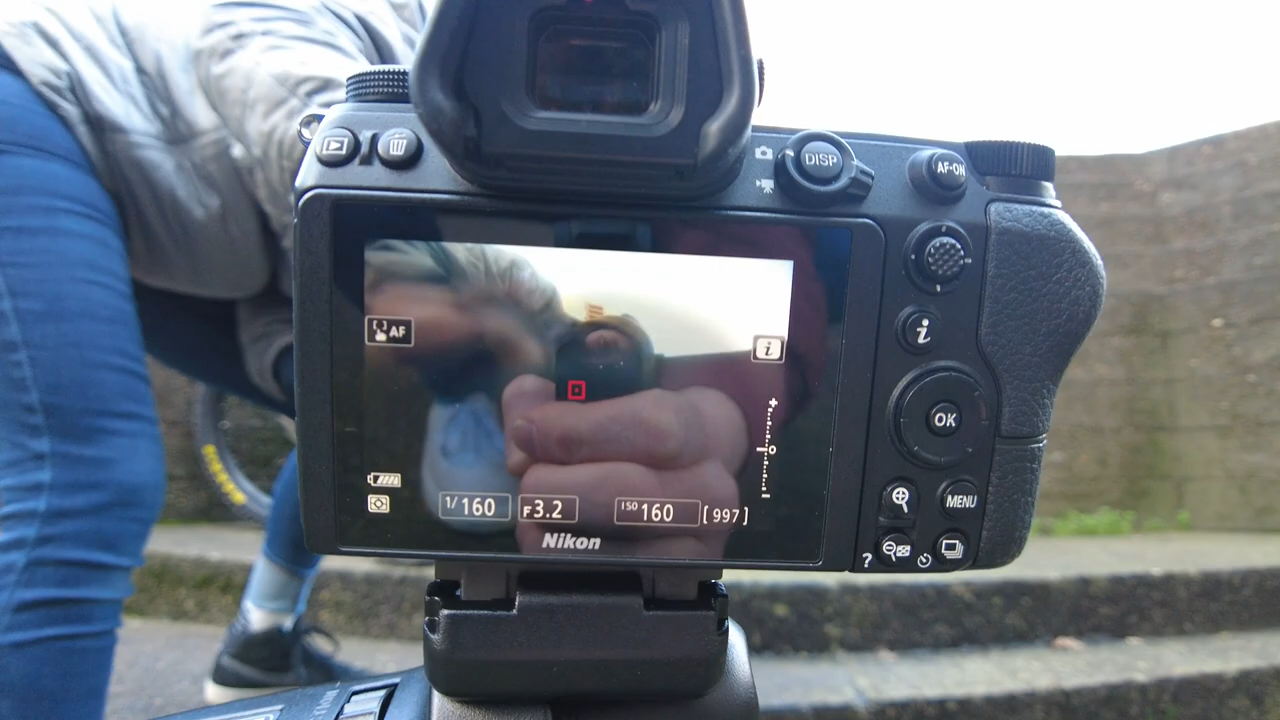 DISP
AF-ON
AF
i
i
OK
1/160 F3.2 ISO 160 [997]
MENU
Nikon
?